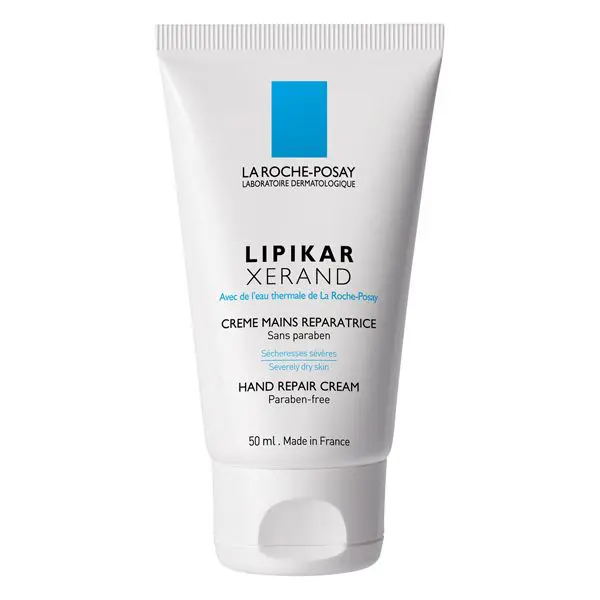 LA ROCHE-POSAY
LABORATOIRE DERMATOLOGIQUE
LIPIKAR
XERAND
Avec de l'eau thermale de La Roche-Posay
CREME MAINS REPARATRICE
Sans paraben
Sécheresses sévères
Severely dry skin
HAND REPAIR CREAM
Paraben-free
50 ml . Made in France